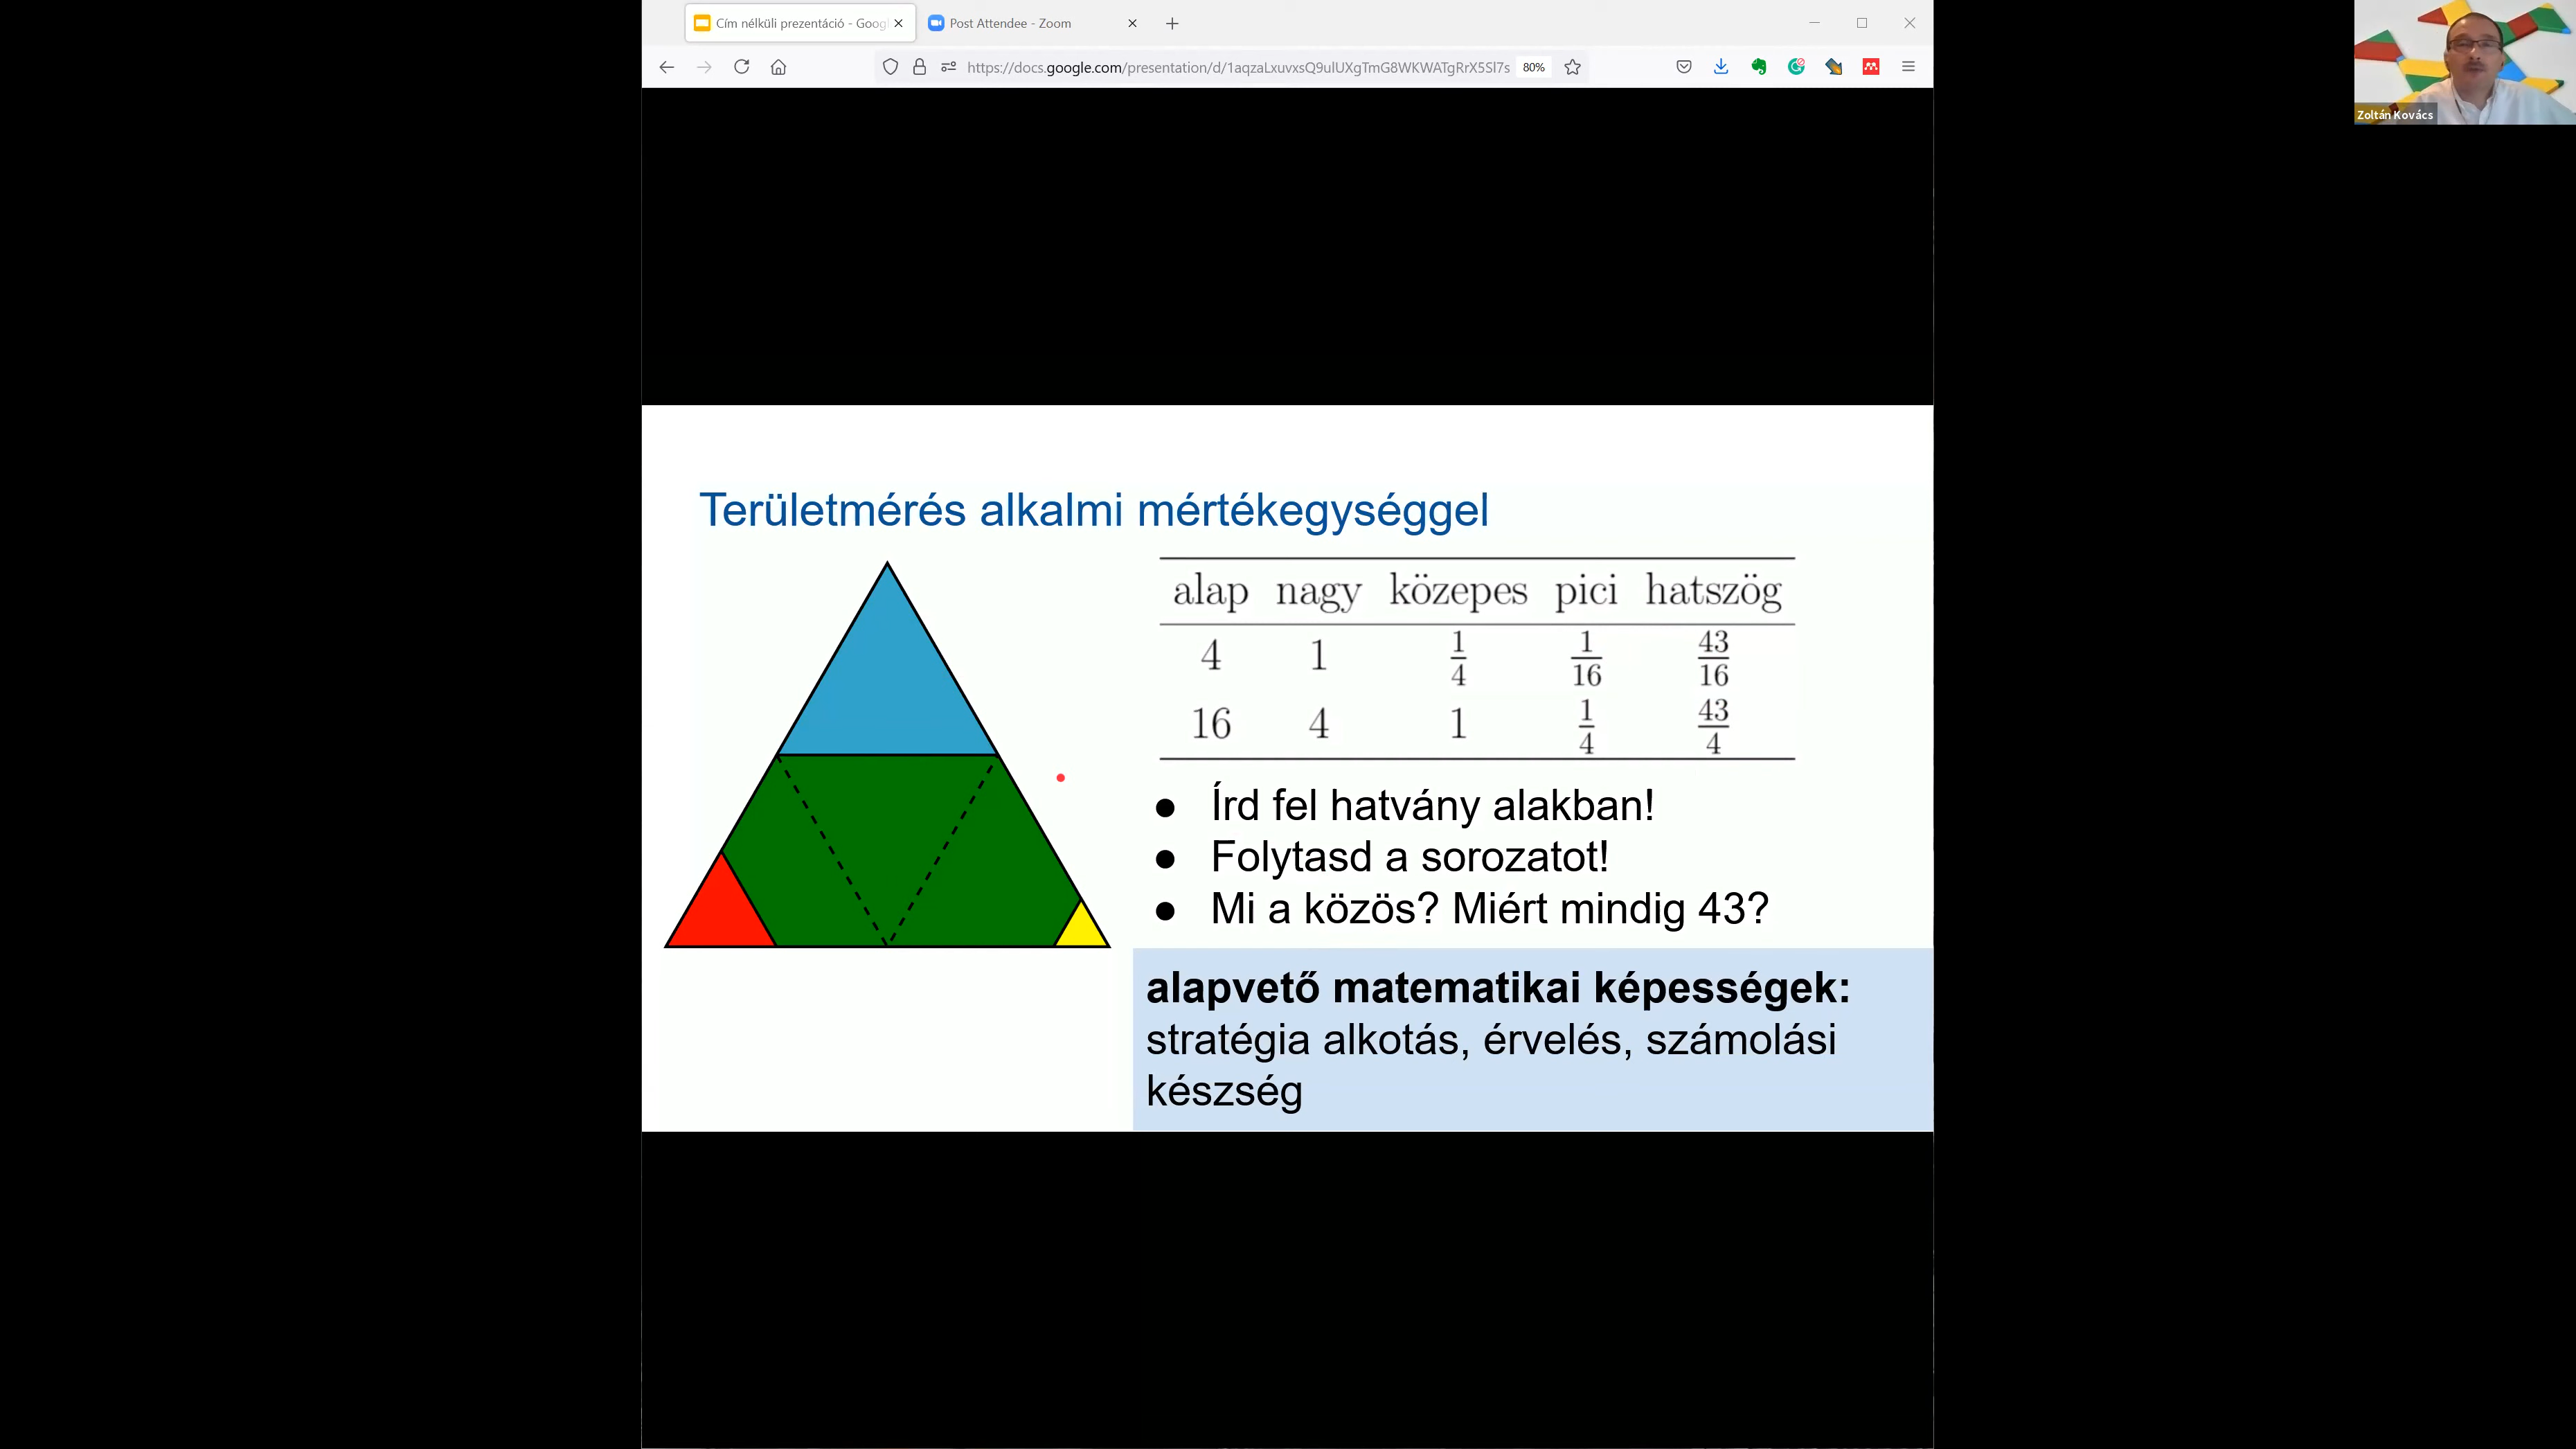 Cím nélküli prezentáció - Goog
Post Attendee - Zoom
https://docs.google.com/presentation/d/1aqzaLxuvxsQ9ulUXgTmG8WKWATgRrX5Sl7s
80%
Zoltán Kovács
Területmérés alkalmi mértékegységgel
alap nagy közepes pici hatszög
4 1 1/4 1/16 43/16
16 4 1 1/4 43/4
● Írd fel hatvány alakban!
● Folytasd a sorozatot!
● Mi a közös? Miért mindig 43?
alapvető matematikai képességek:
stratégia alkotás, érvelés, számolási
készség